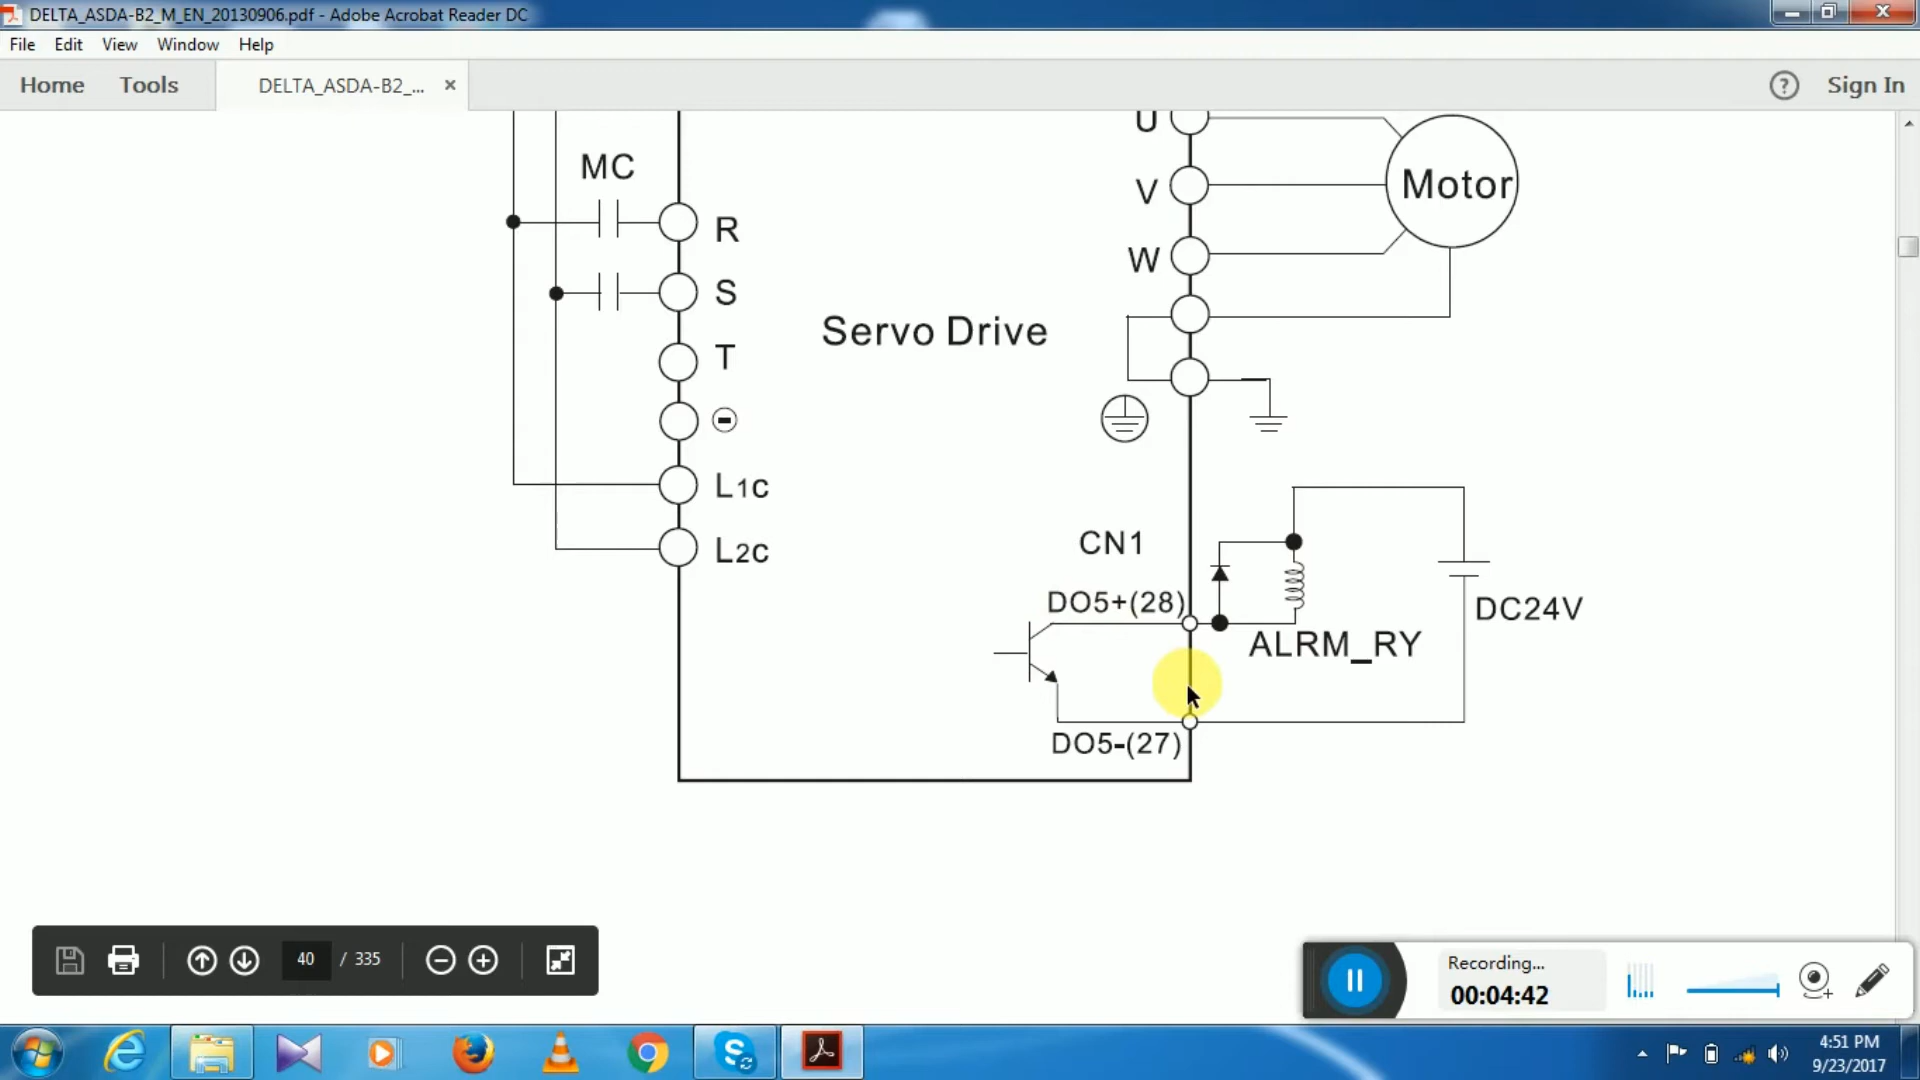 DELTA_ASDA-B2_M_EN_20130906.pdf - Adobe Acrobat Reader DC
File Edit View Window Help
Home Tools DELTA_ASDA-B2_... × ? Sign In
U
MC
Motor
R
V
W
S
Servo Drive
T
L1c
CN1
L2c
DO5+(28)
DC24V
ALRM_RY
DO5-(27)
40 / 335
Recording...
00:04:42
4:51 PM
9/23/2017